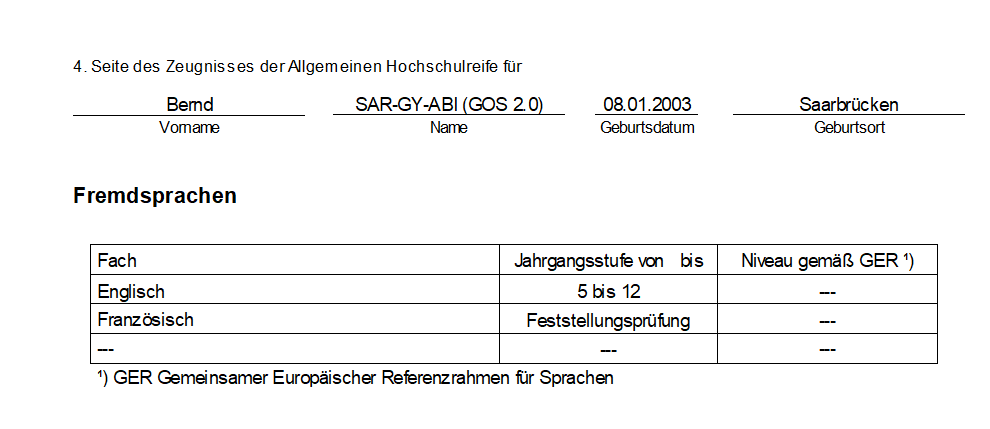 4. Seite des Zeugnisses der Allgemeinen Hochschulreife für
Bernd SAR-GY-ABI (GOS 2.0) 08.01.2003 Saarbrücken
Vorname Name Geburtsdatum Geburtsort
Fremdsprachen
Fach Jahrgangsstufe von bis Niveau gemäß GER ¹)
Englisch 5 bis 12 ---
Französisch Feststellungsprüfung ---
--- --- ---
¹) GER Gemeinsamer Europäischer Referenzrahmen für Sprachen